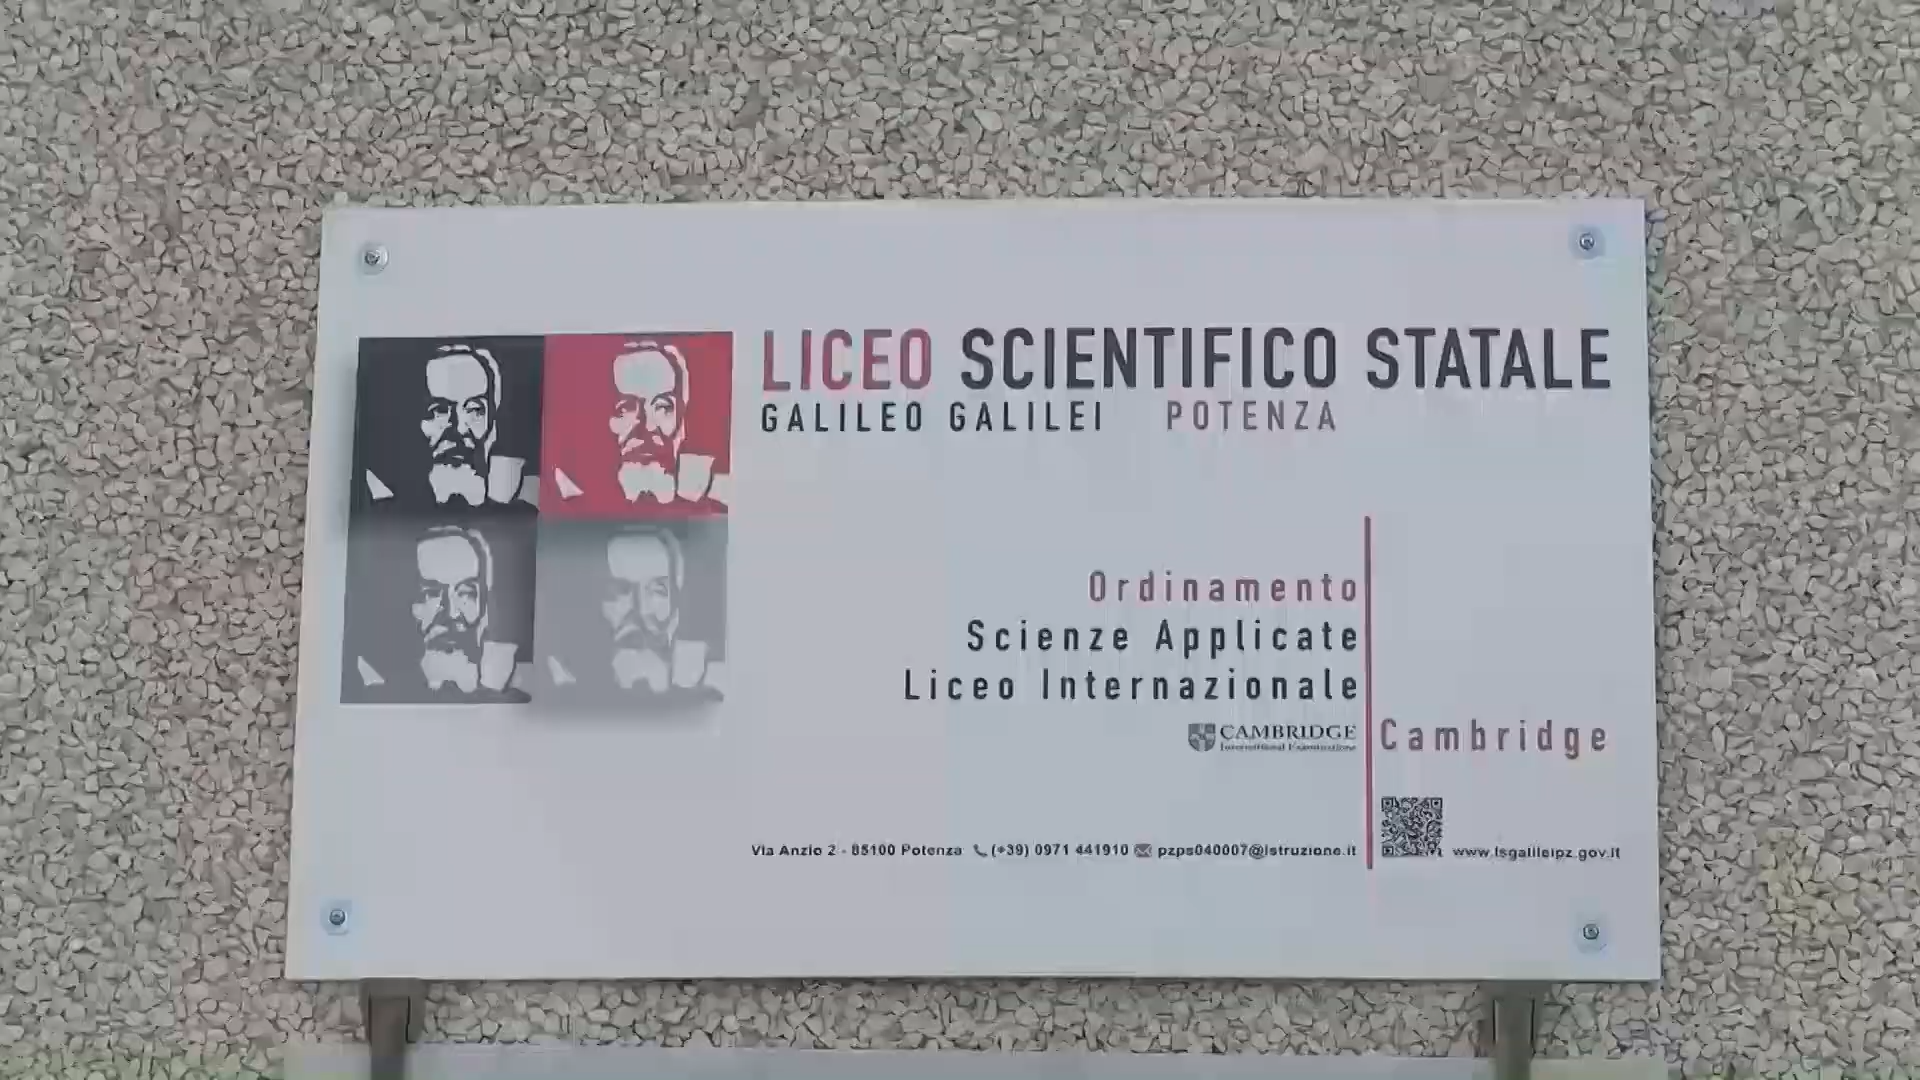 LICEO SCIENTIFICO STATALE
GALILEO GALILEI POTENZA
Ordinamento
Scienze Applicate
Liceo Internazionale
CAMBRIDGE
International Examinations
Cambridge
Via Anzio 2 - 85100 Potenza (+39) 0971 441910 pzps040007@istruzione.it
www.lsgalileipz.gov.it